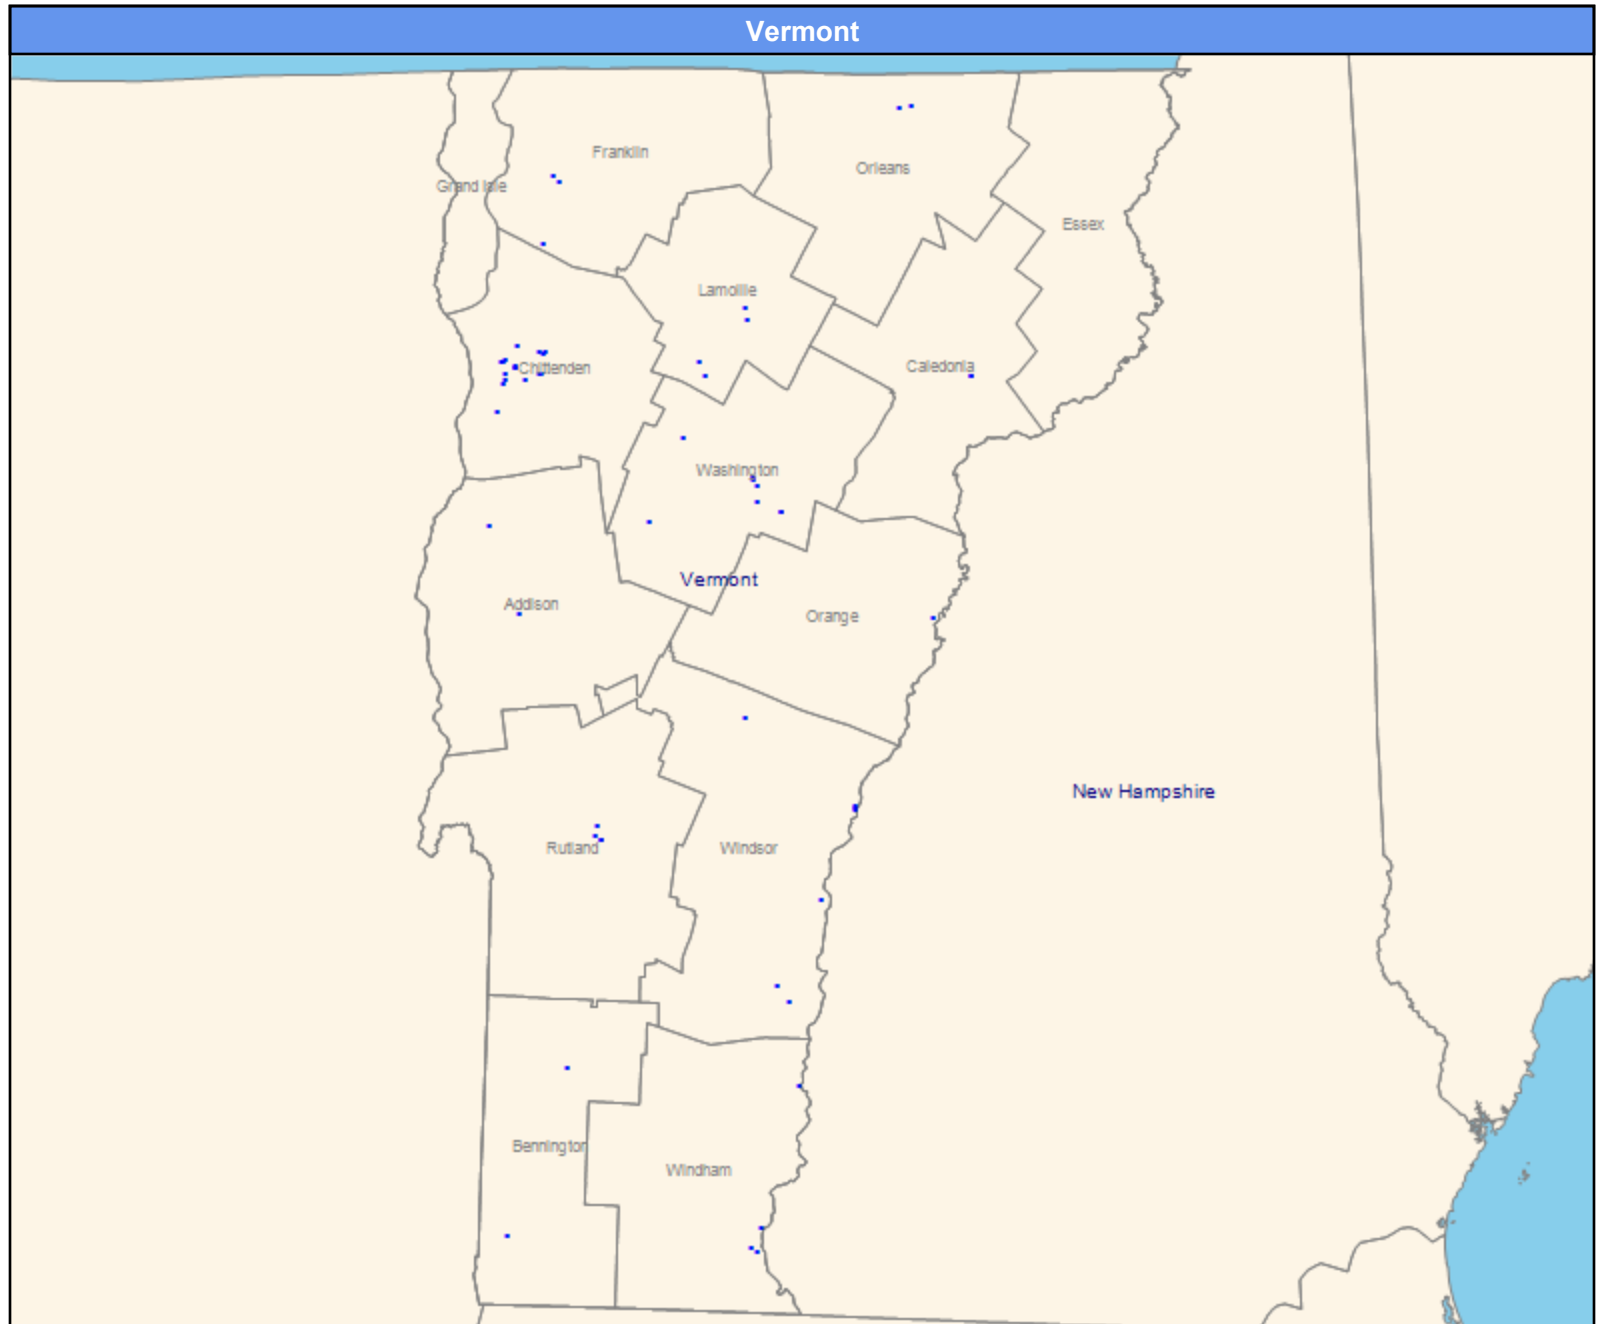 Vermont
Franklin
Orleans
Grand Isle
Essex
Lamoille
Chittenden
Caledonia
Washington
Vermont
Addison
Orange
New Hampshire
Rutland
Windsor
Bennington
Windham